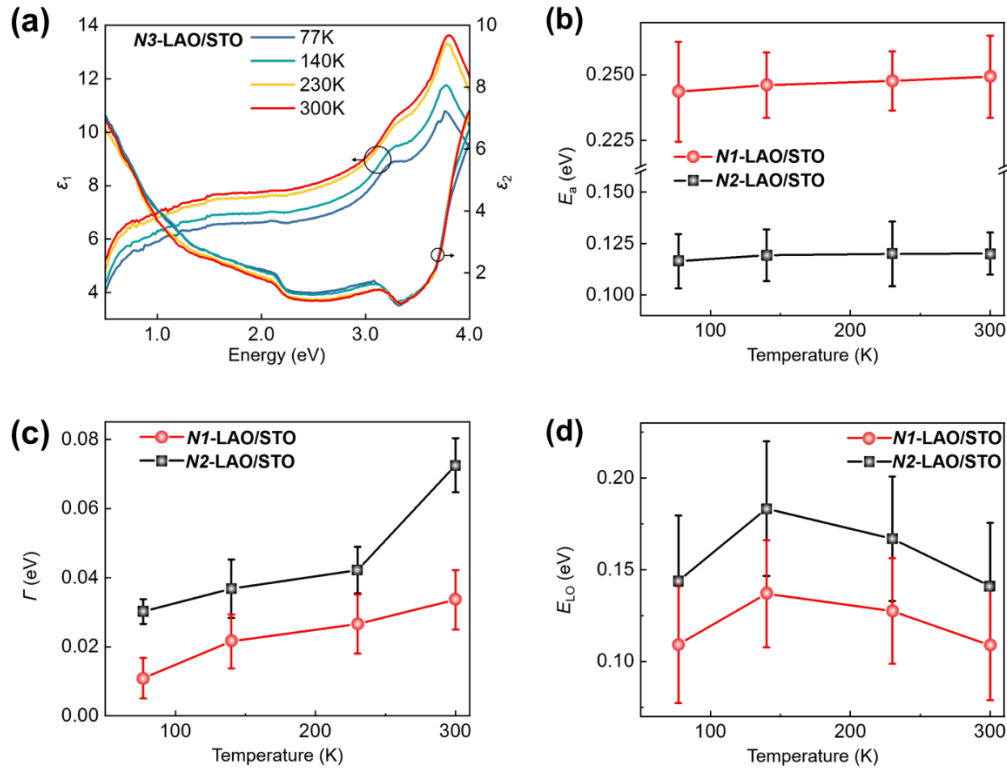 (a)
N3-LAO/STO
77K
140K
230K
300K
14
12
10
8
6
4
ε1
10
8
6
4
2
ε2
1.0 2.0 3.0 4.0
Energy (eV)
(b)
0.250
0.225
0.125
0.100
Ea (eV)
N1-LAO/STO
N2-LAO/STO
100 200 300
Temperature (K)
(c)
N1-LAO/STO
N2-LAO/STO
0.08
0.06
0.04
0.02
0.00
Γ (eV)
100 200 300
Temperature (K)
(d)
N1-LAO/STO
N2-LAO/STO
0.20
0.15
0.10
ELO (eV)
100 200 300
Temperature (K)